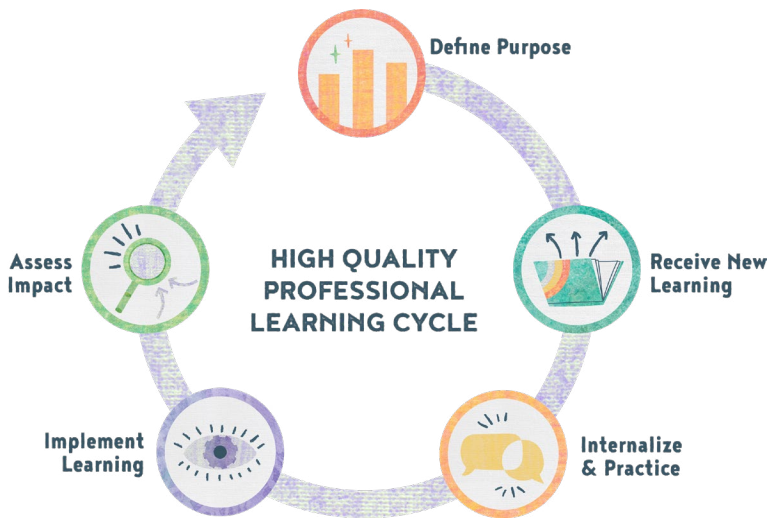 Define Purpose
Receive New
Learning
Internalize
& Practice
Implement
Learning
Assess
Impact
HIGH QUALITY
PROFESSIONAL
LEARNING CYCLE